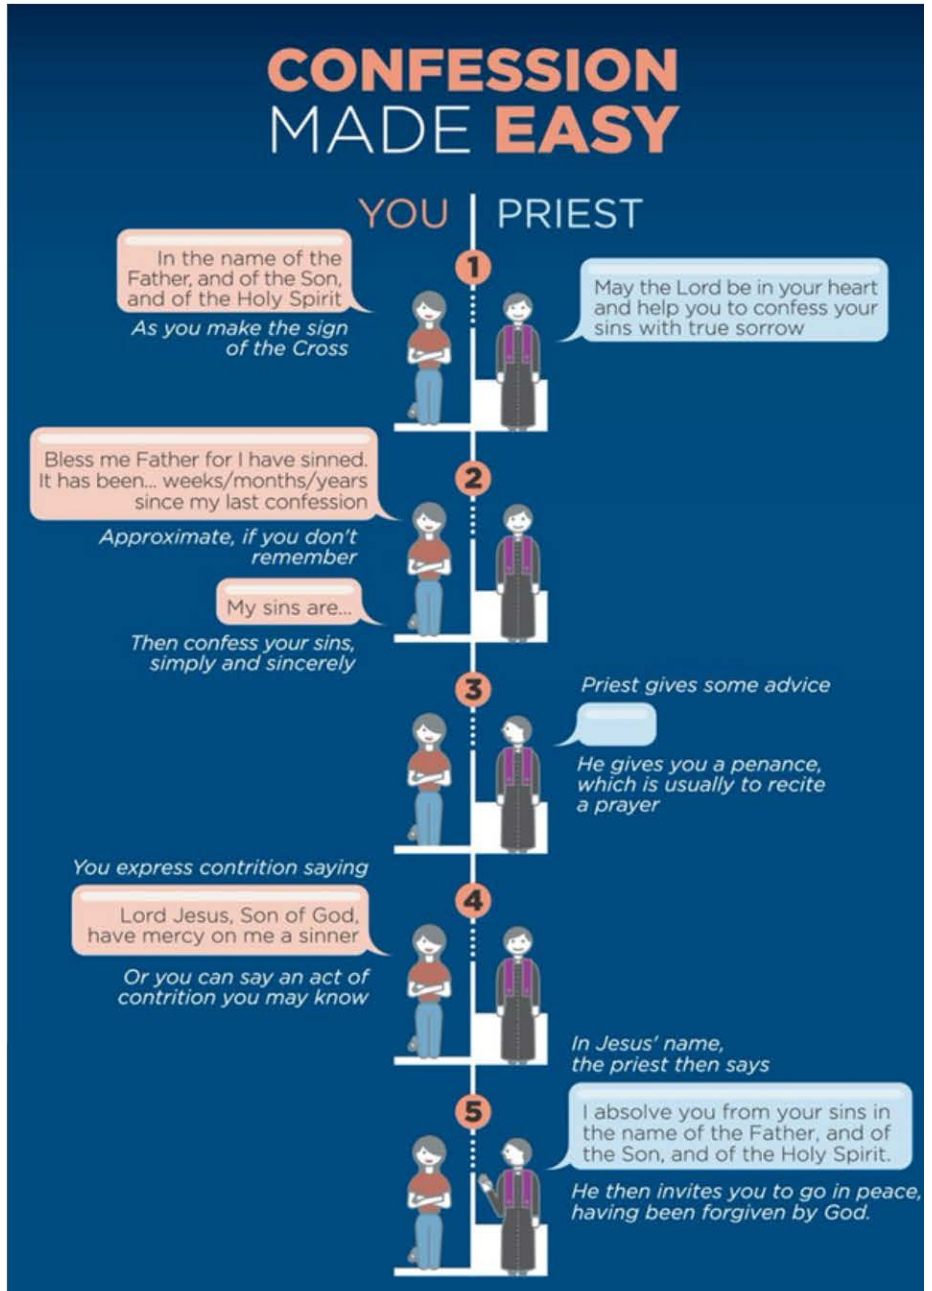 CONFESSION
MADE EASY
YOU
PRIEST
1
In the name of the
Father, and of the Son,
and of the Holy Spirit
As you make the sign
of the Cross
May the Lord be in your heart
and help you to confess your
sins with true sorrow
2
Bless me Father for I have sinned.
It has been... weeks/months/years
since my last confession
Approximate, if you don't
remember
My sins are...
Then confess your sins,
simply and sincerely
3
Priest gives some advice
He gives you a penance,
which is usually to recite
a prayer
4
You express contrition saying
Lord Jesus, Son of God,
have mercy on me a sinner
Or you can say an act of
contrition you may know
5
In Jesus' name,
the priest then says
I absolve you from your sins in
the name of the Father, and of
the Son, and of the Holy Spirit.
He then invites you to go in peace,
having been forgiven by God.